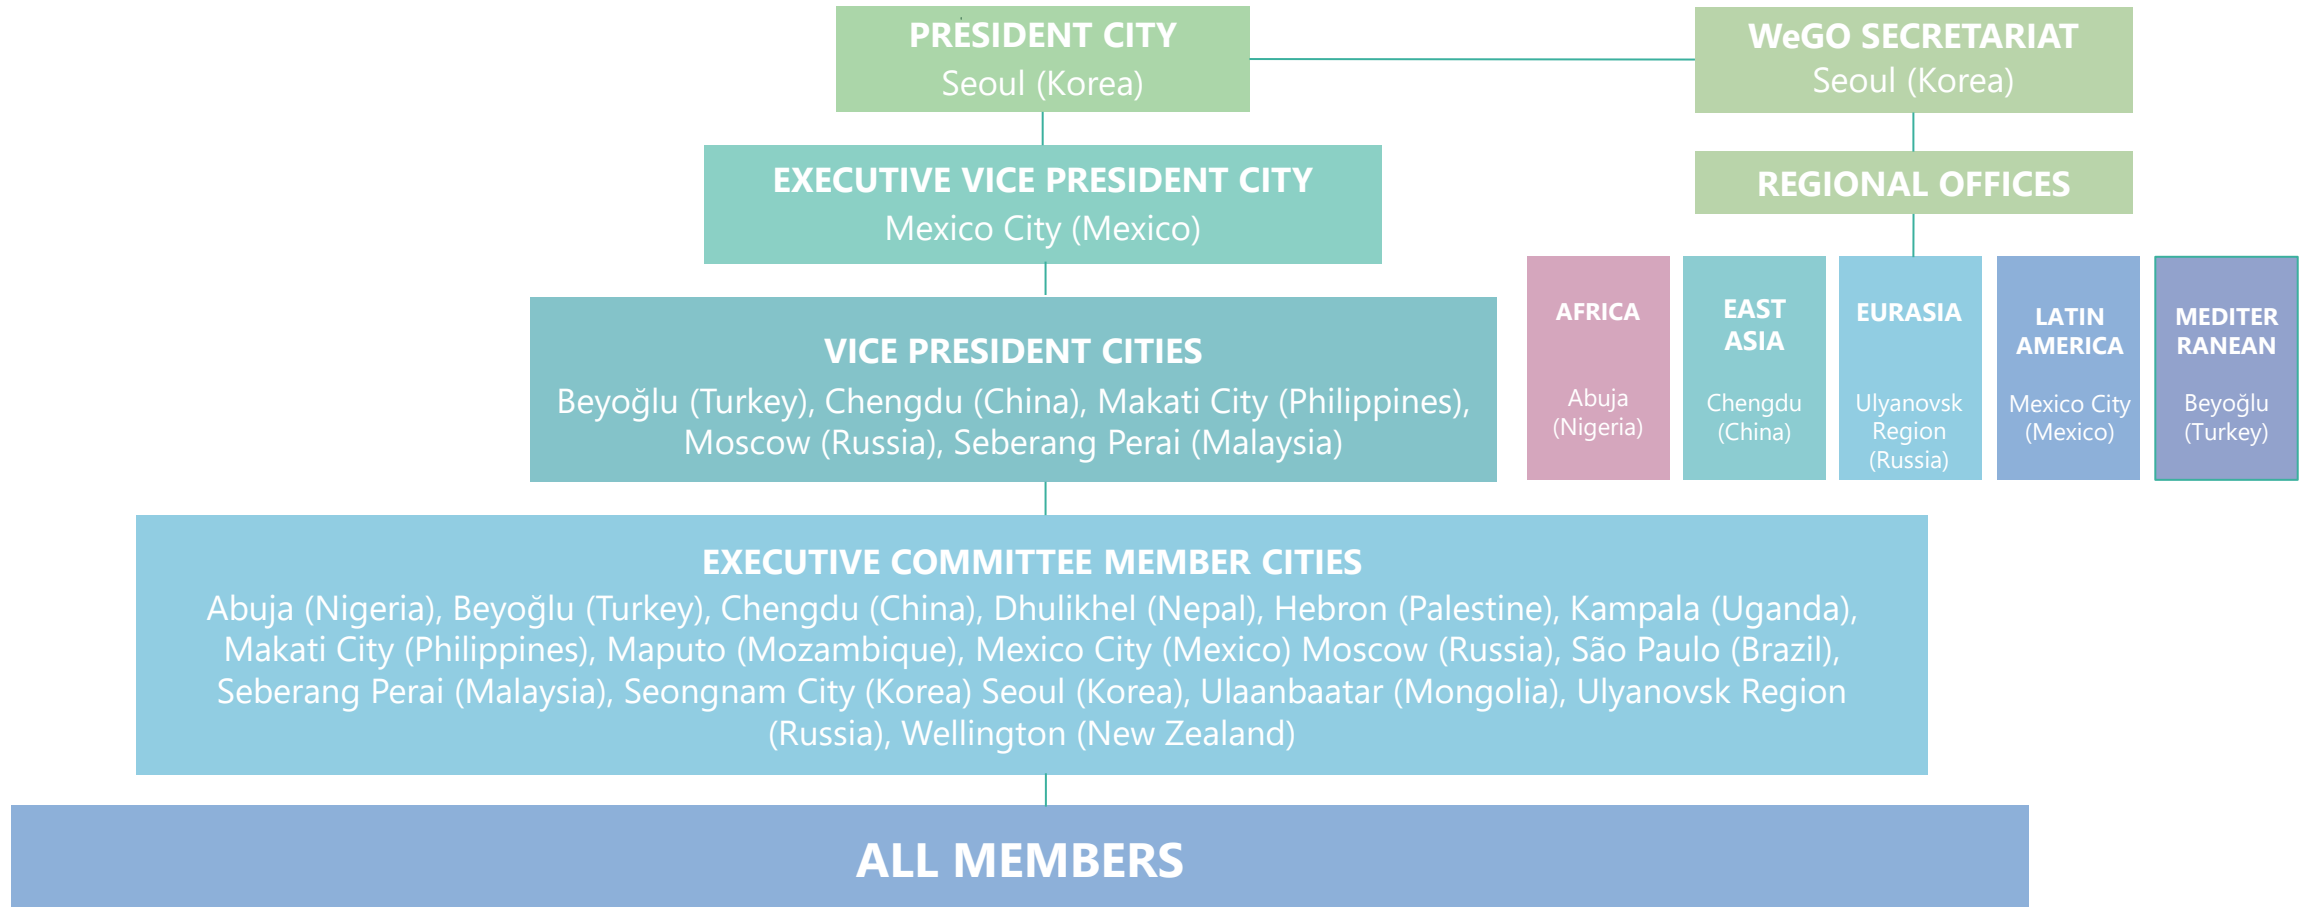 PRESIDENT CITY
Seoul (Korea)
WeGO SECRETARIAT
Seoul (Korea)
EXECUTIVE VICE PRESIDENT CITY
Mexico City (Mexico)
REGIONAL OFFICES
VICE PRESIDENT CITIES
Beyoğlu (Turkey), Chengdu (China), Makati City (Philippines),
Moscow (Russia), Seberang Perai (Malaysia)
AFRICA
Abuja
(Nigeria)
EAST
ASIA
Chengdu
(China)
EURASIA
Ulyanovsk
Region
(Russia)
LATIN
AMERICA
Mexico City
(Mexico)
MEDITER
RANEAN
Beyoğlu
(Turkey)
EXECUTIVE COMMITTEE MEMBER CITIES
Abuja (Nigeria), Beyoğlu (Turkey), Chengdu (China), Dhulikhel (Nepal), Hebron (Palestine), Kampala (Uganda),
Makati City (Philippines), Maputo (Mozambique), Mexico City (Mexico) Moscow (Russia), São Paulo (Brazil),
Seberang Perai (Malaysia), Seongnam City (Korea) Seoul (Korea), Ulaanbaatar (Mongolia), Ulyanovsk Region
(Russia), Wellington (New Zealand)
ALL MEMBERS